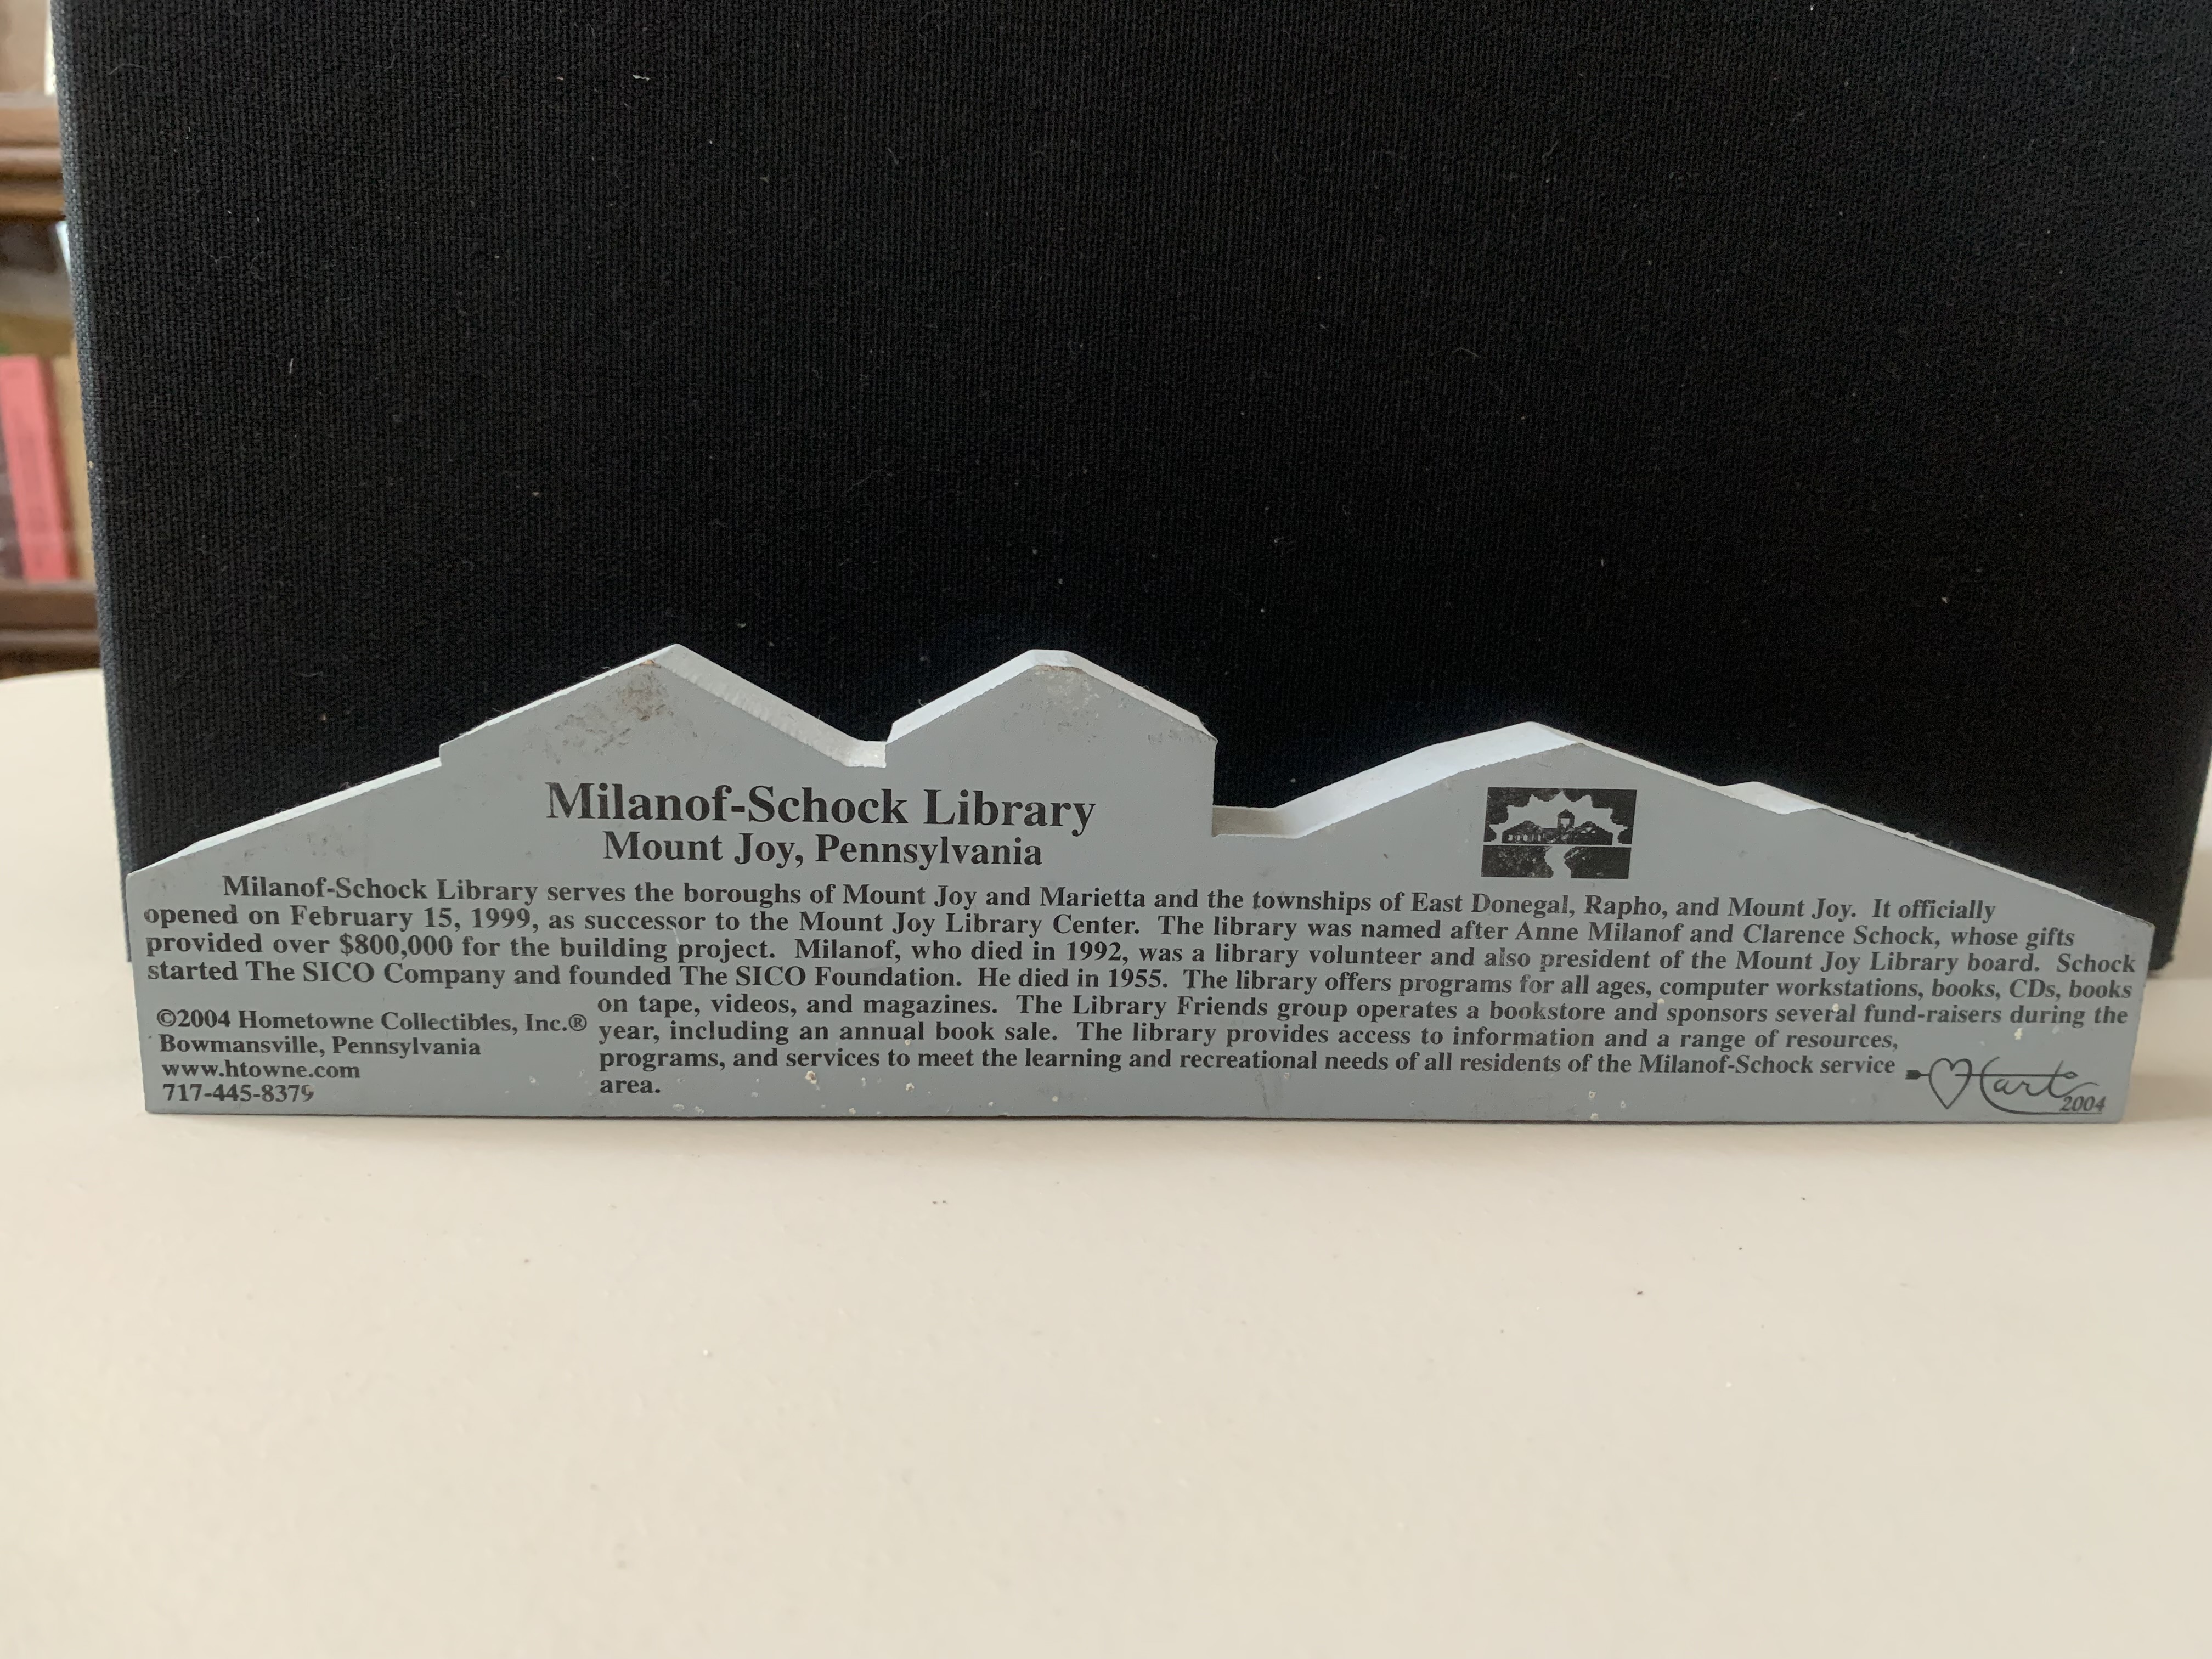 Milanof-Schock Library
Mount Joy, Pennsylvania
Milanof-Schock Library serves the boroughs of Mount Joy and Marietta and the townships of East Donegal, Rapho, and Mount Joy. It officially
opened on February 15, 1999, as successor to the Mount Joy Library Center. The library was named after Anne Milanof and Clarence Schock, whose gifts
provided over $800,000 for the building project. Milanof, who died in 1992, was a library volunteer and also president of the Mount Joy Library board. Schock
started The SICO Company and founded The SICO Foundation. He died in 1955. The library offers programs for all ages, computer workstations, books, CDs, books
on tape, videos, and magazines. The Library Friends group operates a bookstore and sponsors several fund-raisers during the
year, including an annual book sale. The library provides access to information and a range of resources,
programs, and services to meet the learning and recreational needs of all residents of the Milanof-Schock service
area.
©2004 Hometowne Collectibles, Inc.®
Bowmansville, Pennsylvania
www.htowne.com
717-445-8379
Hart
2004